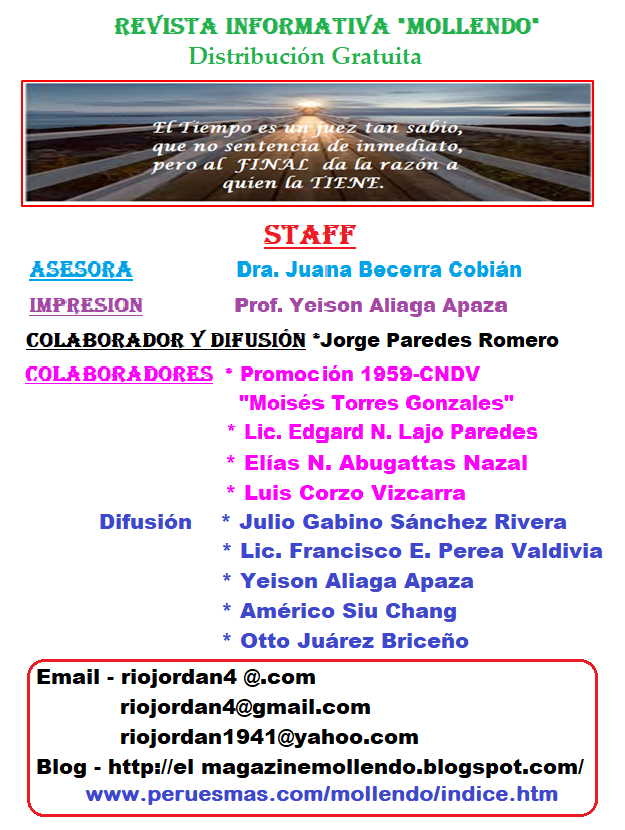 REVISTA INFORMATIVA "MOLLENDO"
Distribución Gratuita
El Tiempo es un juez tan sabio,
que no sentencia de inmediato,
pero al FINAL da la razón a
quien la TIENE.
STAFF
ASESORA Dra. Juana Becerra Cobián
IMPRESION Prof. Yeison Aliaga Apaza
COLABORADOR Y DIFUSIÓN *Jorge Paredes Romero
COLABORADORES * Promoción 1959-CNDV
"Moisés Torres Gonzales"
* Lic. Edgard N. Lajo Paredes
* Elías N. Abugattas Nazal
* Luis Corzo Vizcarra
Difusión * Julio Gabino Sánchez Rivera
* Lic. Francisco E. Perea Valdivia
* Yeison Aliaga Apaza
* Américo Siu Chang
* Otto Juárez Briceño
Email - riojordan4 @.com
riojordan4@gmail.com
riojordan1941@yahoo.com
Blog - http://el magazinemollendo.blogspot.com/
www.peruesmas.com/mollendo/indice.htm